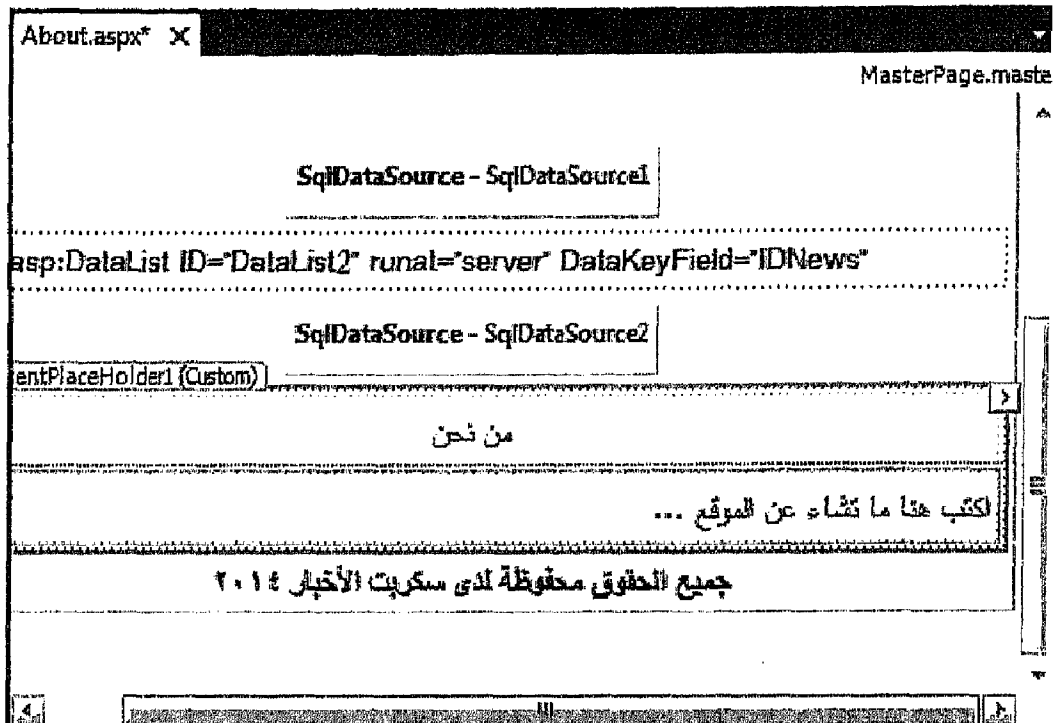 About.aspx*
MasterPage.maste
SqlDataSource - SqlDataSource1
asp:DataList ID="DataList2" runat="server" DataKeyField="IDNews"
SqlDataSource - SqlDataSource2
entPlaceHolder1 (Custom)
من نحن
اكتب هنا ما تشاء عن الموقع ...
جميع الحقوق محفوظة لدى سكربت الأخبار ٢٠١٤